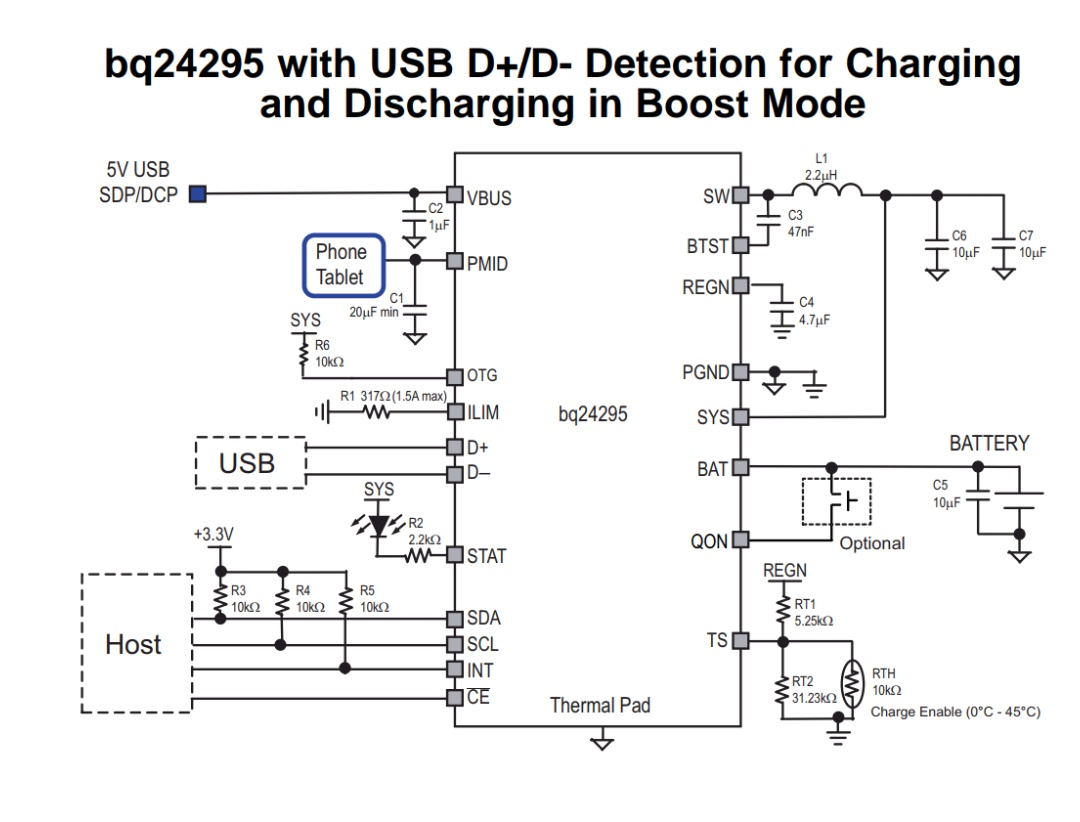 bq24295 with USB D+/D- Detection for Charging
and Discharging in Boost Mode
5V USB
SDP/DCP
VBUS
C2
1µF
Phone
Tablet
PMID
C1
20µF min
SYS
R6
10kΩ
OTG
R1 317Ω (1.5A max)
ILIM
USB
D+
D–
SYS
R2
2.2kΩ
STAT
+3.3V
R3
10kΩ
R4
10kΩ
R5
10kΩ
Host
SDA
SCL
INT
CE
bq24295
Thermal Pad
L1
2.2µH
SW
C3
47nF
BTST
C6
10µF
C7
10µF
REGN
C4
4.7µF
PGND
SYS
BATTERY
BAT
C5
10µF
QON
Optional
REGN
RT1
5.25kΩ
TS
RT2
31.23kΩ
RTH
10kΩ
Charge Enable (0°C - 45°C)